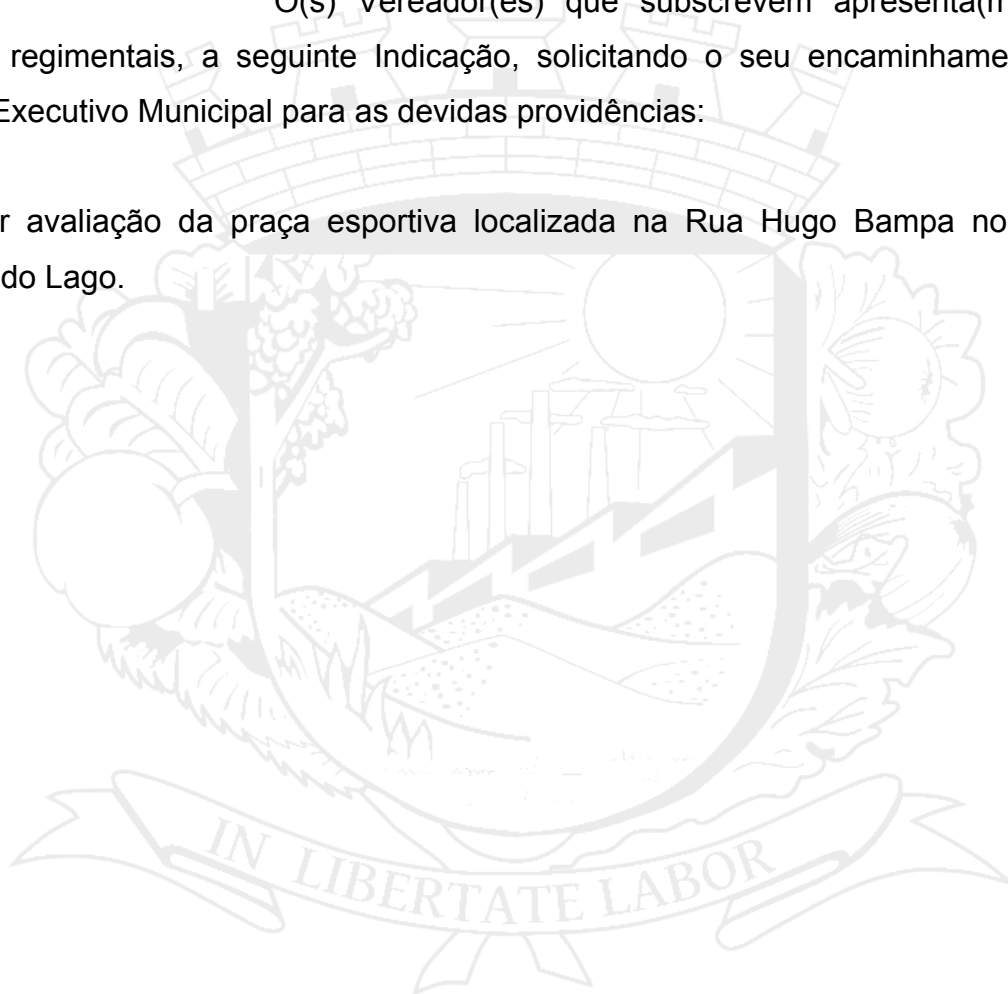 O(s) Vereador(es) que subscrevem apresenta(m
regimentais, a seguinte Indicação, solicitando o seu encaminhame
Executivo Municipal para as devidas providências:
r avaliação da praça esportiva localizada na Rua Hugo Bampa no
do Lago.
IN LIBERTATE LABOR